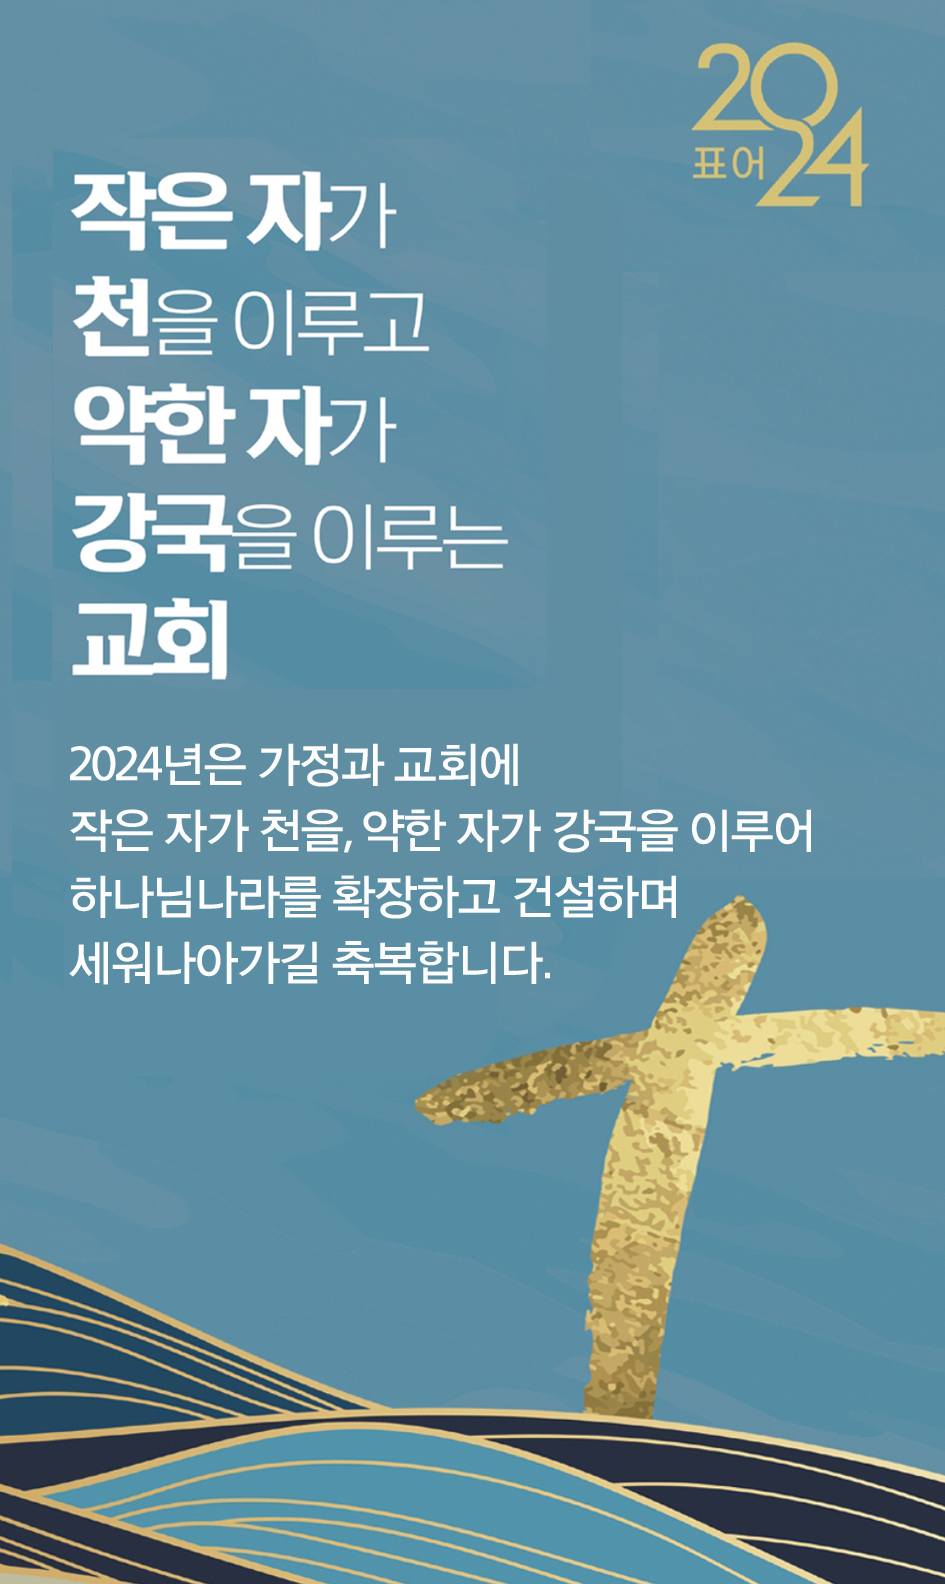 2024
표어
작은 자가
천을 이루고
약한 자가
강국을 이루는
교회
2024년은 가정과 교회에
작은 자가 천을, 약한 자가 강국을 이루어
하나님나라를 확장하고 건설하며
세워나아가길 축복합니다.